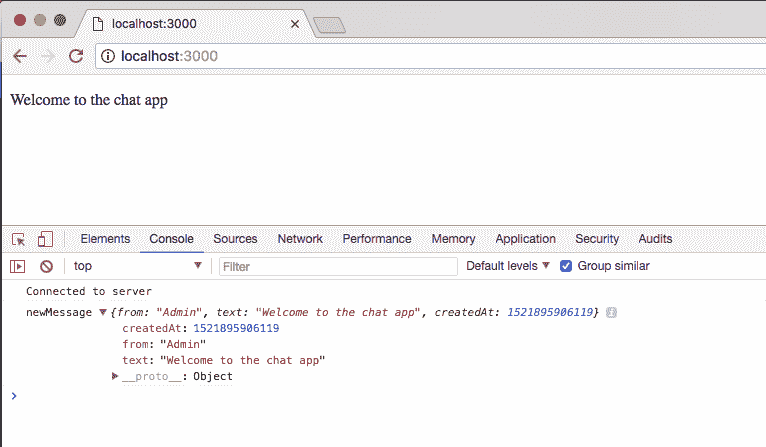 localhost:3000
localhost:3000
Welcome to the chat app
Elements Console Sources Network Performance Memory Application Security Audits
top Filter Default levels Group similar
Connected to server
newMessage {from: "Admin", text: "Welcome to the chat app", createdAt: 1521895906119}
createdAt: 1521895906119
from: "Admin"
text: "Welcome to the chat app"
__proto__: Object